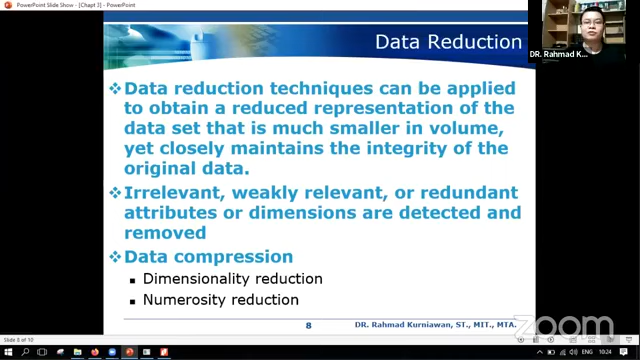 PowerPoint Slide Show - [Chapt 3] - PowerPoint
Data Reduction
DR. Rahmad K...
Data reduction techniques can be applied
to obtain a reduced representation of the
data set that is much smaller in volume,
yet closely maintains the integrity of the
original data.
Irrelevant, weakly relevant, or redundant
attributes or dimensions are detected and
removed
Data compression
Dimensionality reduction
Numerosity reduction
8
DR. Rahmad Kurniawan, ST., MIT., MTA.
zoom
Slide 8 of 10
ENG
10:24